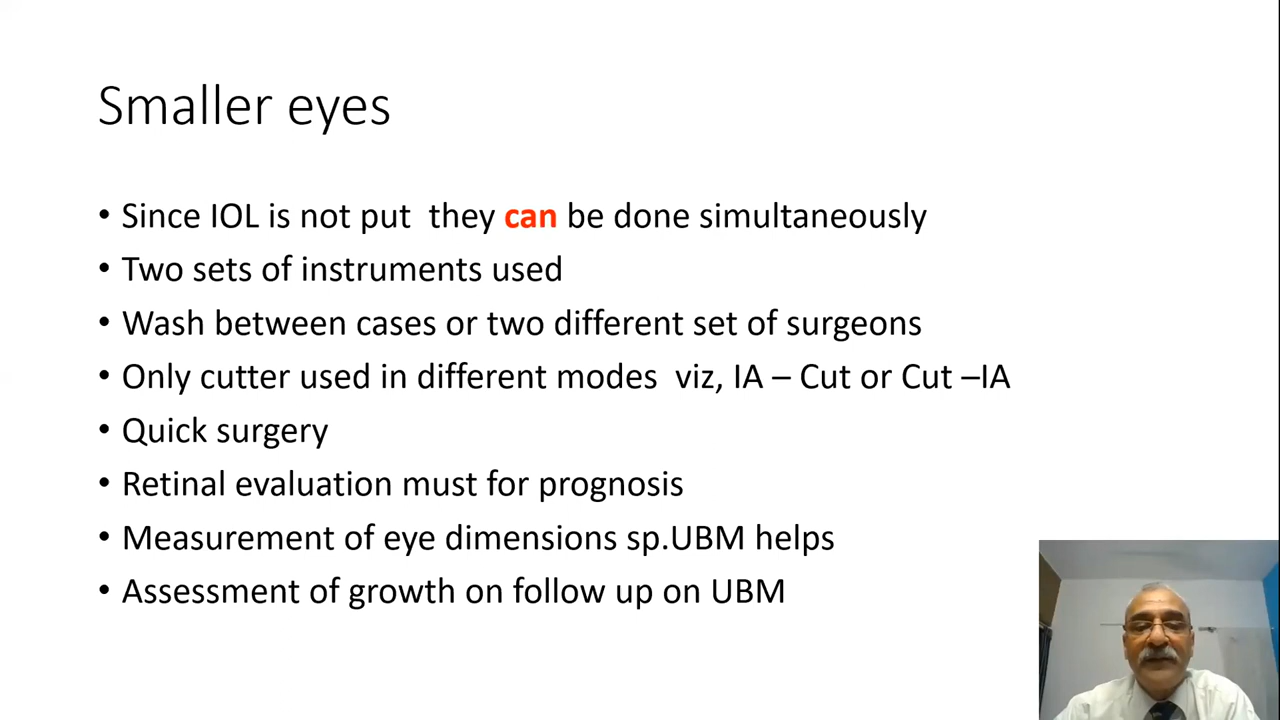 Smaller eyes
• Since IOL is not put they can be done simultaneously
• Two sets of instruments used
• Wash between cases or two different set of surgeons
• Only cutter used in different modes viz, IA – Cut or Cut –IA
• Quick surgery
• Retinal evaluation must for prognosis
• Measurement of eye dimensions sp.UBM helps
• Assessment of growth on follow up on UBM